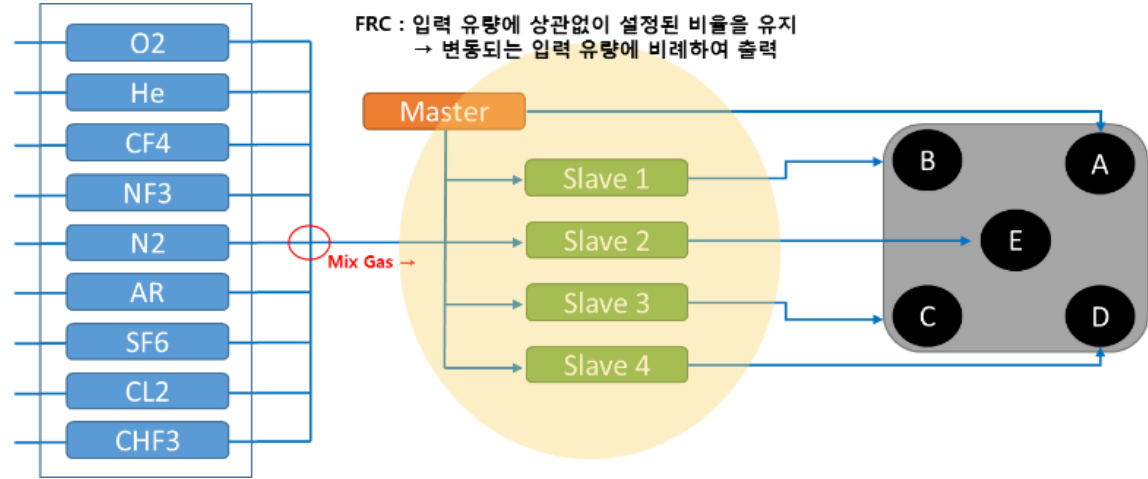 FRC : 입력 유량에 상관없이 설정된 비율을 유지
→ 변동되는 입력 유량에 비례하여 출력
O2
He
CF4
NF3
N2
AR
SF6
CL2
CHF3
Mix Gas →
Master
Slave 1
Slave 2
Slave 3
Slave 4
B
A
E
C
D